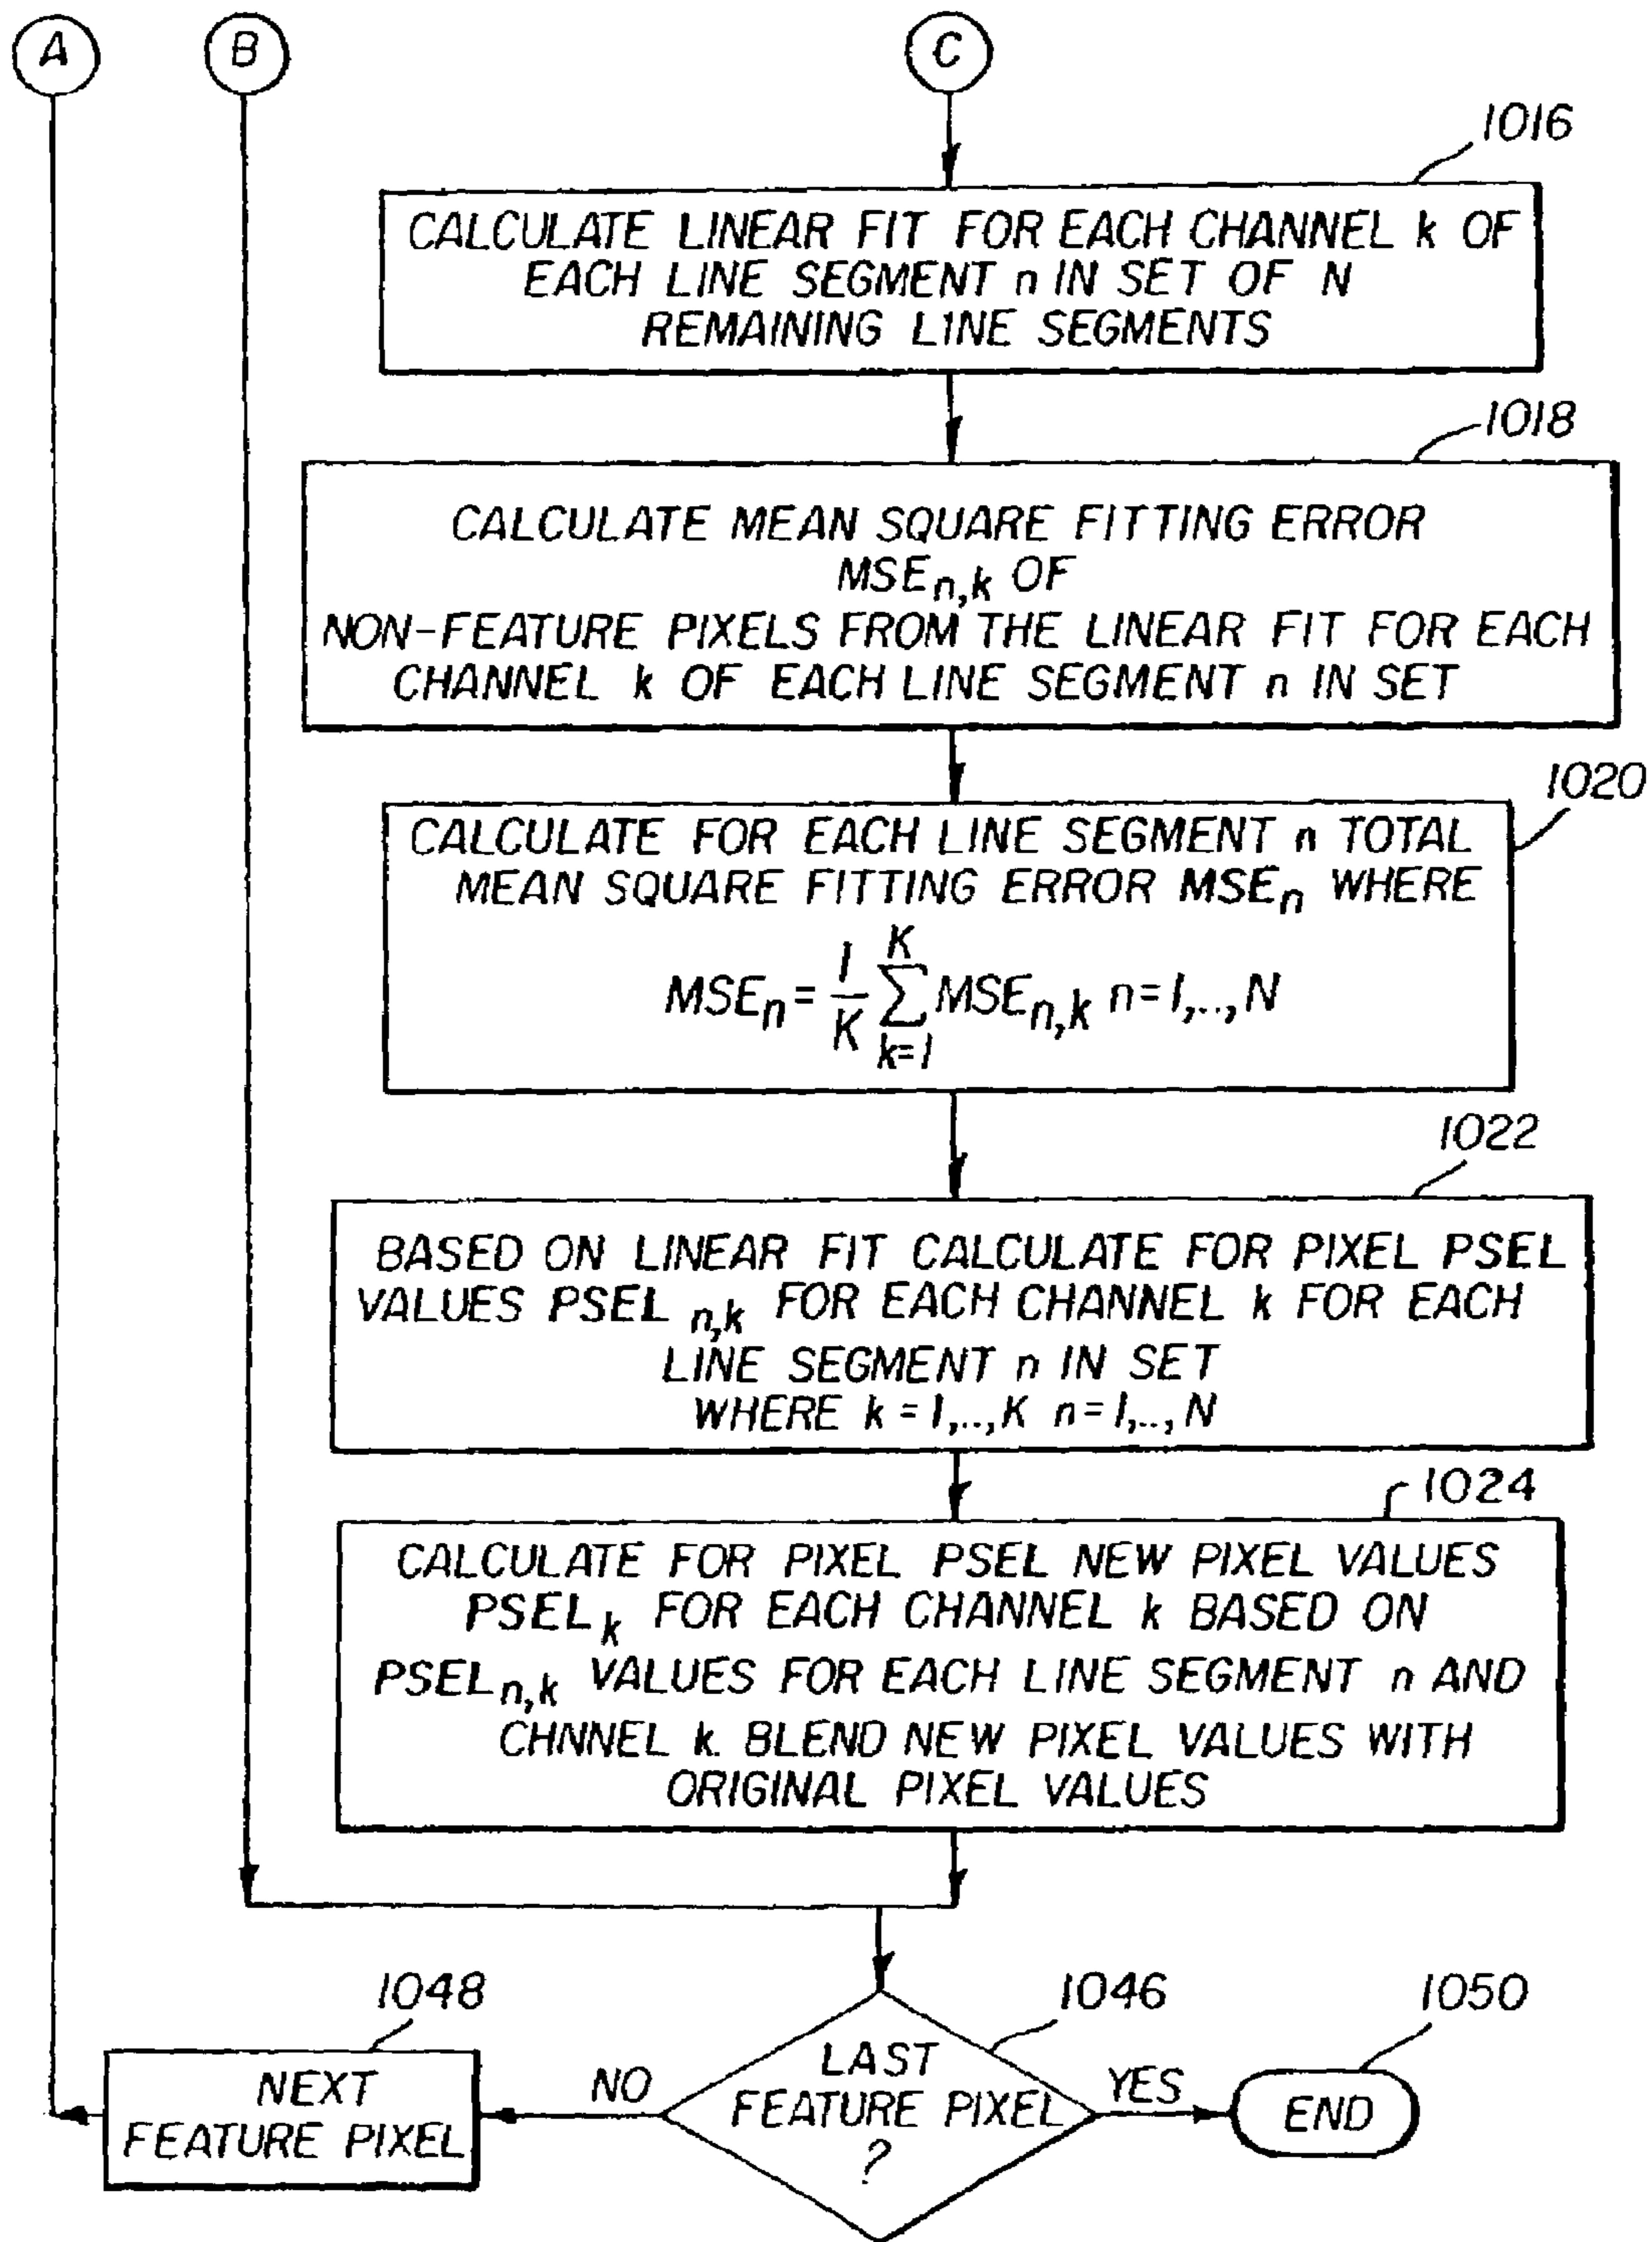 A
B
C
1016
CALCULATE LINEAR FIT FOR EACH CHANNEL k OF
EACH LINE SEGMENT n IN SET OF N
REMAINING LINE SEGMENTS
1018
CALCULATE MEAN SQUARE FITTING ERROR
MSEn,k OF
NON-FEATURE PIXELS FROM THE LINEAR FIT FOR EACH
CHANNEL k OF EACH LINE SEGMENT n IN SET
1020
CALCULATE FOR EACH LINE SEGMENT n TOTAL
MEAN SQUARE FITTING ERROR MSEn WHERE
MSEn = 1/K K∑k=1 MSEn,k n=1,..,N
1022
BASED ON LINEAR FIT CALCULATE FOR PIXEL PSEL
VALUES PSEL n,k FOR EACH CHANNEL k FOR EACH
LINE SEGMENT n IN SET
WHERE k=1,..,K n=1,..,N
1024
CALCULATE FOR PIXEL PSEL NEW PIXEL VALUES
PSELk FOR EACH CHANNEL k BASED ON
PSELn,k VALUES FOR EACH LINE SEGMENT n AND
CHNNEL k. BLEND NEW PIXEL VALUES WITH
ORIGINAL PIXEL VALUES
1048
NEXT
FEATURE PIXEL
NO
1046
LAST
FEATURE PIXEL
?
YES
1050
END